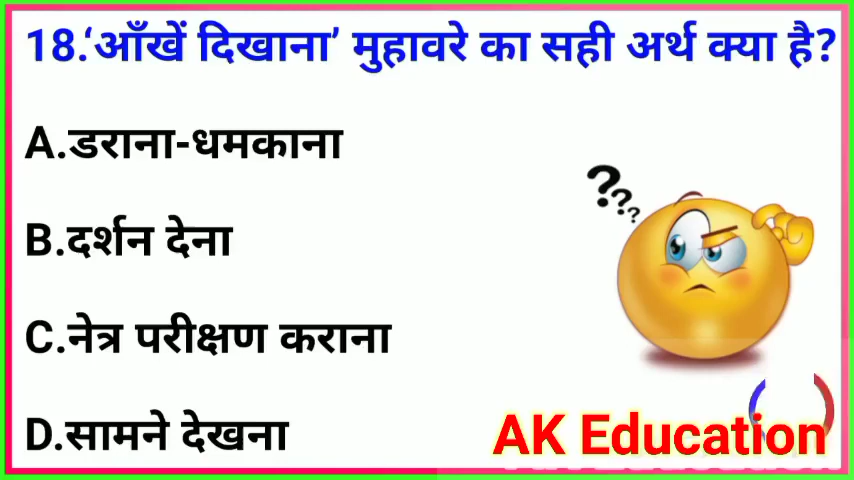 18.‘आँखें दिखाना’ मुहावरे का सही अर्थ क्या है?
A.डराना-धमकाना
B.दर्शन देना
C.नेत्र परीक्षण कराना
D.सामने देखना
???
AK Education